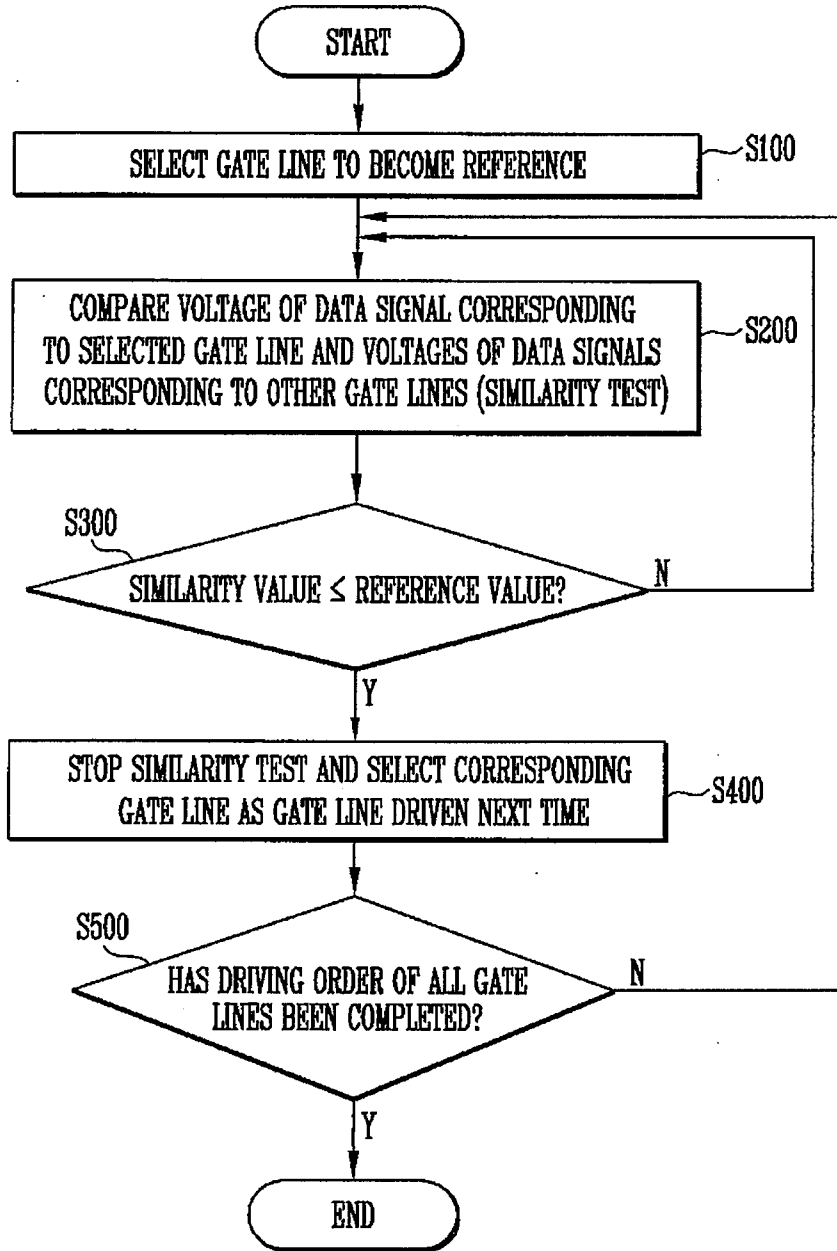 START
SELECT GATE LINE TO BECOME REFERENCE
S100
COMPARE VOLTAGE OF DATA SIGNAL CORRESPONDING
TO SELECTED GATE LINE AND VOLTAGES OF DATA SIGNALS
CORRESPONDING TO OTHER GATE LINES (SIMILARITY TEST)
S200
S300
SIMILARITY VALUE ≤ REFERENCE VALUE?
N
Y
STOP SIMILARITY TEST AND SELECT CORRESPONDING
GATE LINE AS GATE LINE DRIVEN NEXT TIME
S400
S500
HAS DRIVING ORDER OF ALL GATE
LINES BEEN COMPLETED?
N
Y
END